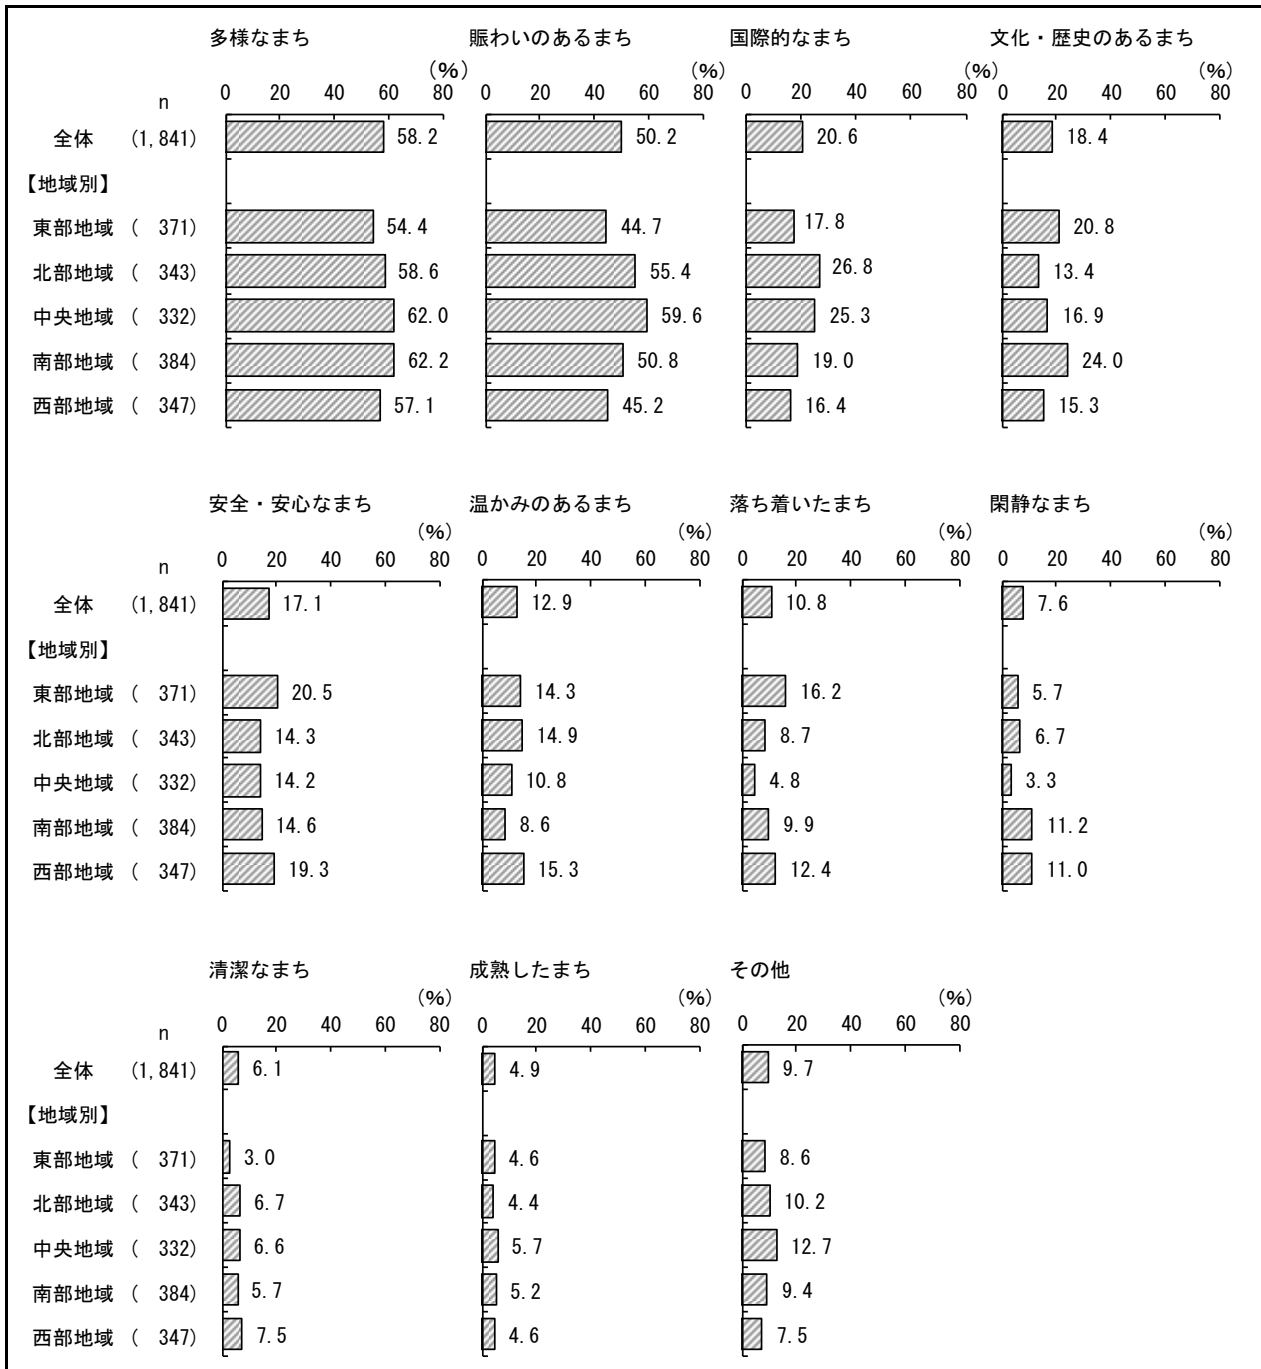 多様なまち 賑わいのあるまち 国際的なまち 文化・歴史のあるまち
(%) (%) (%) (%)
n 0 20 40 60 80 0 20 40 60 80 0 20 40 60 80 0 20 40 60 80
全体 (1,841) 58.2 50.2 20.6 18.4
【地域別】
東部地域 ( 371) 54.4 44.7 17.8 20.8
北部地域 ( 343) 58.6 55.4 26.8 13.4
中央地域 ( 332) 62.0 59.6 25.3 16.9
南部地域 ( 384) 62.2 50.8 19.0 24.0
西部地域 ( 347) 57.1 45.2 16.4 15.3
安全・安心なまち 温かみのあるまち 落ち着いたまち 閑静なまち
(%) (%) (%) (%)
n 0 20 40 60 80 0 20 40 60 80 0 20 40 60 80 0 20 40 60 80
全体 (1,841) 17.1 12.9 10.8 7.6
【地域別】
東部地域 ( 371) 20.5 14.3 16.2 5.7
北部地域 ( 343) 14.3 14.9 8.7 6.7
中央地域 ( 332) 14.2 10.8 4.8 3.3
南部地域 ( 384) 14.6 8.6 9.9 11.2
西部地域 ( 347) 19.3 15.3 12.4 11.0
清潔なまち 成熟したまち その他
(%) (%) (%)
n 0 20 40 60 80 0 20 40 60 80 0 20 40 60 80
全体 (1,841) 6.1 4.9 9.7
【地域別】
東部地域 ( 371) 3.0 4.6 8.6
北部地域 ( 343) 6.7 4.4 10.2
中央地域 ( 332) 6.6 5.7 12.7
南部地域 ( 384) 5.7 5.2 9.4
西部地域 ( 347) 7.5 4.6 7.5